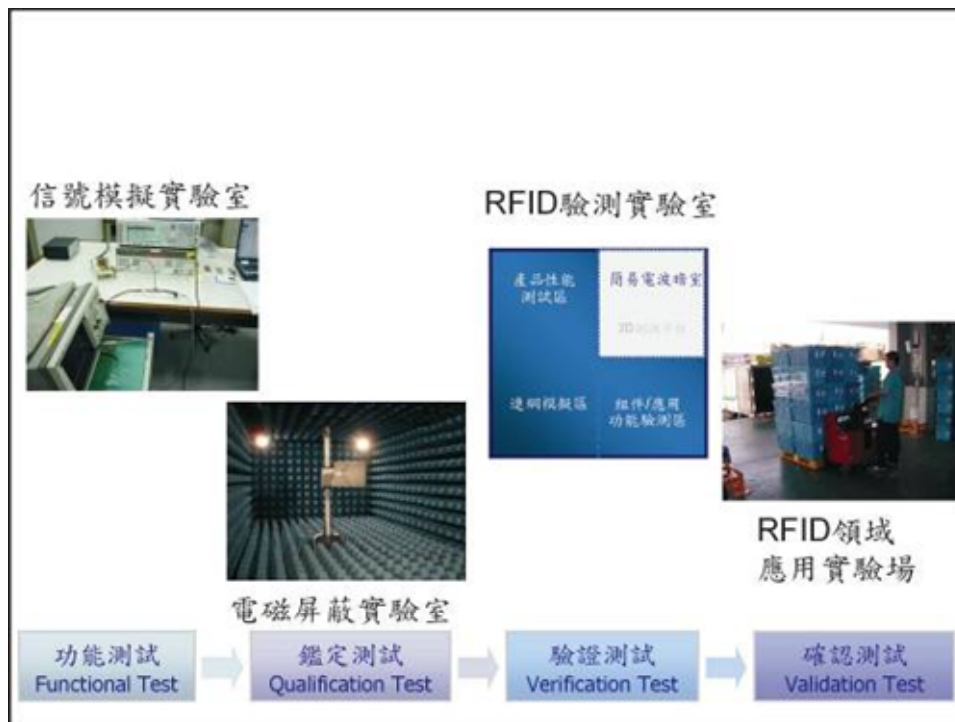 信號模擬實驗室
RFID驗測實驗室
產品性能
測試區
簡易電波暗室
連網模擬區
組件/應用
功能驗測區
RFID領域
應用實驗場
電磁屏蔽實驗室
功能測試
Functional Test
鑑定測試
Qualification Test
驗證測試
Verification Test
確認測試
Validation Test